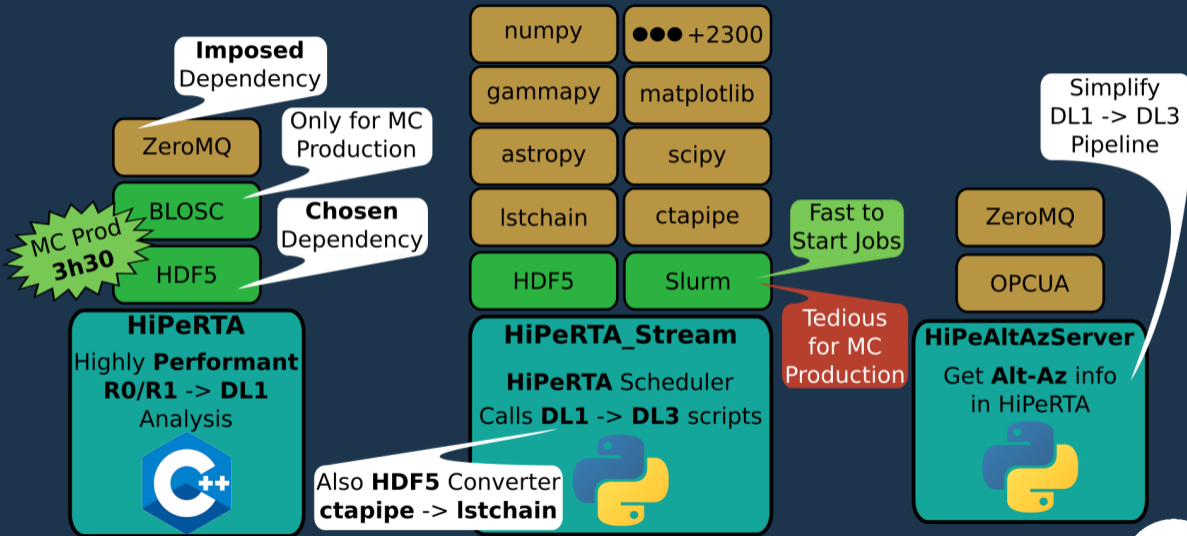 Imposed
Dependency
ZeroMQ
Only for MC
Production
BLOSC
MC Prod
3h30
Chosen
Dependency
HDF5
HiPeRTA
Highly Performant
R0/R1 -> DL1
Analysis
C++
numpy
●●● +2300
gammapy
matplotlib
astropy
scipy
lstchain
ctapipe
HDF5
Slurm
Fast to
Start Jobs
Tedious
for MC
Production
HiPeRTA_Stream
HiPeRTA Scheduler
Calls DL1 -> DL3 scripts
Also HDF5 Converter
ctapipe -> lstchain
Simplify
DL1 -> DL3
Pipeline
ZeroMQ
OPCUA
HiPeAltAzServer
Get Alt-Az info
in HiPeRTA